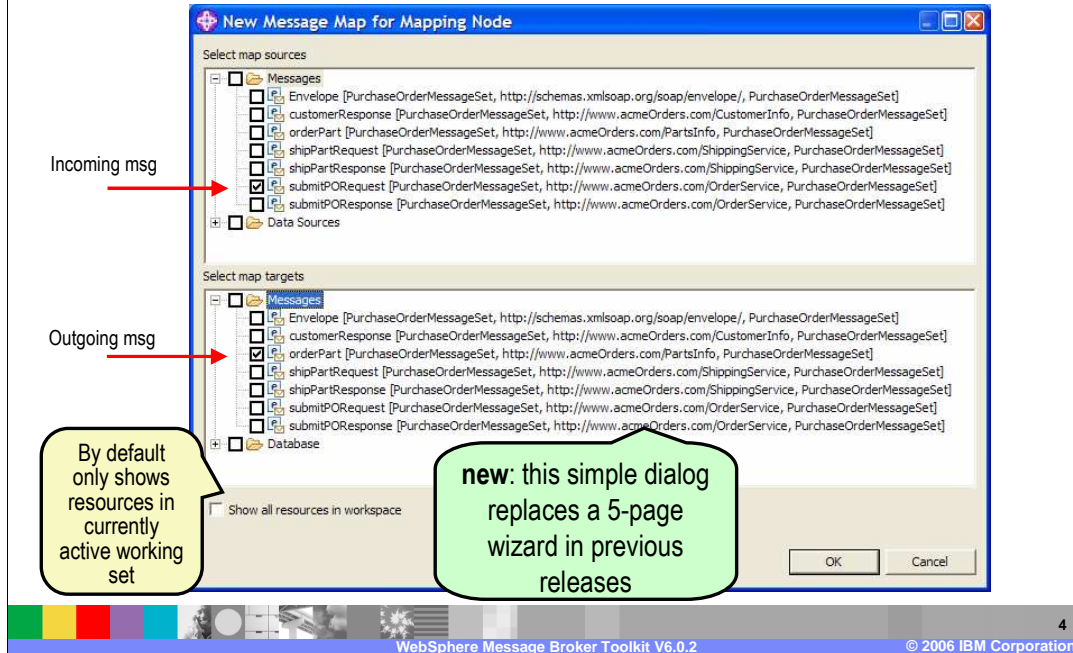 New Message Map for Mapping Node
Select map sources
Messages
Envelope [PurchaseOrderMessageSet, http://schemas.xmlsoap.org/soap/envelope/, PurchaseOrderMessageSet]
customerResponse [PurchaseOrderMessageSet, http://www.acmeOrders.com/CustomerInfo, PurchaseOrderMessageSet]
orderPart [PurchaseOrderMessageSet, http://www.acmeOrders.com/PartsInfo, PurchaseOrderMessageSet]
shipPartRequest [PurchaseOrderMessageSet, http://www.acmeOrders.com/ShippingService, PurchaseOrderMessageSet]
shipPartResponse [PurchaseOrderMessageSet, http://www.acmeOrders.com/ShippingService, PurchaseOrderMessageSet]
submitPORequest [PurchaseOrderMessageSet, http://www.acmeOrders.com/OrderService, PurchaseOrderMessageSet]
submitPOResponse [PurchaseOrderMessageSet, http://www.acmeOrders.com/OrderService, PurchaseOrderMessageSet]
Data Sources
Incoming msg
Select map targets
Messages
Envelope [PurchaseOrderMessageSet, http://schemas.xmlsoap.org/soap/envelope/, PurchaseOrderMessageSet]
customerResponse [PurchaseOrderMessageSet, http://www.acmeOrders.com/CustomerInfo, PurchaseOrderMessageSet]
orderPart [PurchaseOrderMessageSet, http://www.acmeOrders.com/PartsInfo, PurchaseOrderMessageSet]
shipPartRequest [PurchaseOrderMessageSet, http://www.acmeOrders.com/ShippingService, PurchaseOrderMessageSet]
shipPartResponse [PurchaseOrderMessageSet, http://www.acmeOrders.com/ShippingService, PurchaseOrderMessageSet]
submitPORequest [PurchaseOrderMessageSet, http://www.acmeOrders.com/OrderService, PurchaseOrderMessageSet]
submitPOResponse [PurchaseOrderMessageSet, http://www.acmeOrders.com/OrderService, PurchaseOrderMessageSet]
Database
Outgoing msg
By default
only shows
resources in
currently
active working
set
Show all resources in workspace
new: this simple dialog
replaces a 5-page
wizard in previous
releases
OK
Cancel
4
WebSphere Message Broker Toolkit V6.0.2
© 2006 IBM Corporation